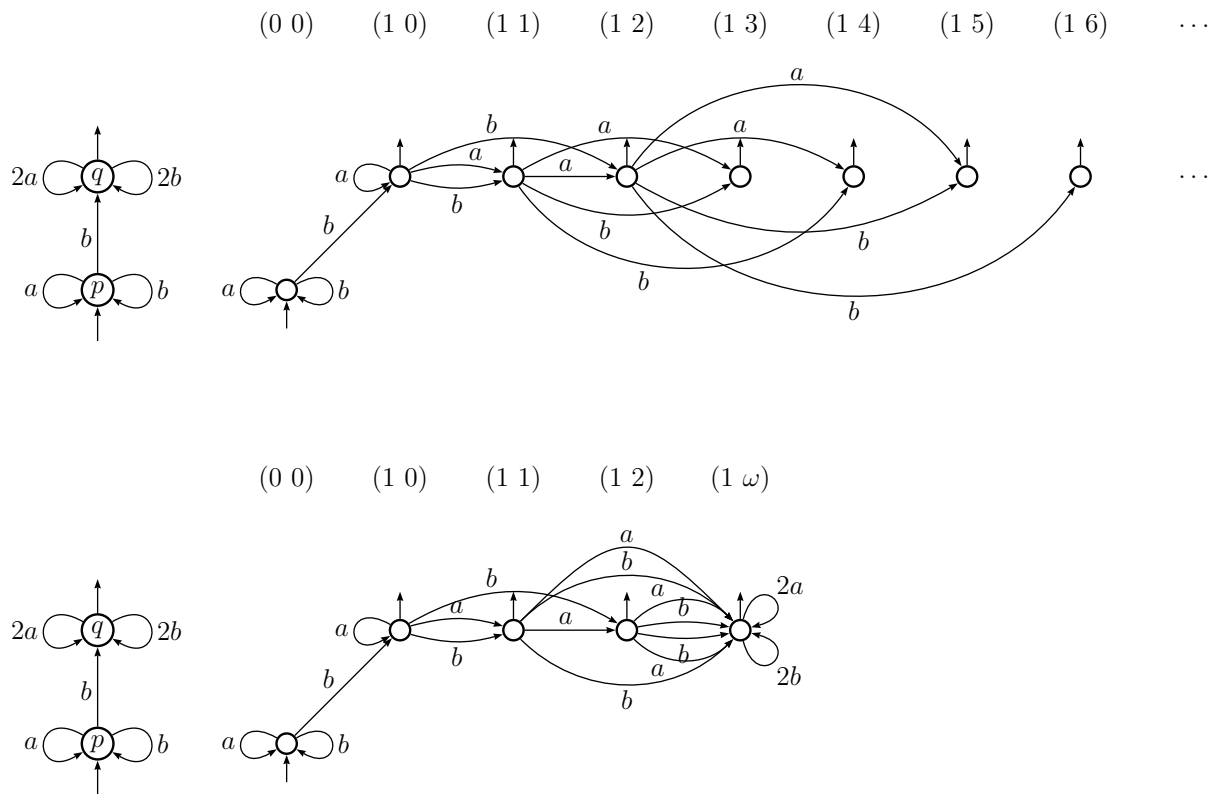 (0 0) (1 0) (1 1) (1 2) (1 3) (1 4) (1 5) (1 6) ⋯
a
b a a
2a q 2b a a a ⋯
b
b b b
b
b b
a p b a b
b
(0 0) (1 0) (1 1) (1 2) (1 ω)
a
b b
a 2a
2a q 2b a a a b
b b
a 2b
b b b
a p b a b